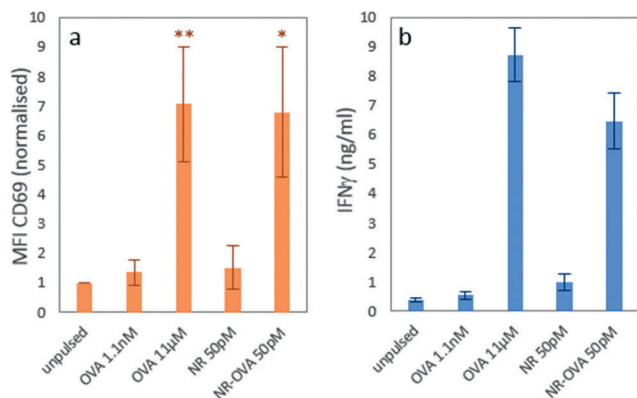 a
**
*
MFI CD69 (normalised)
10
9
8
7
6
5
4
3
2
1
0
unpulsed
OVA 1.1nM
OVA 11μM
NR 50pM
NR-OVA 50pM
b
IFNγ (ng/ml)
10
9
8
7
6
5
4
3
2
1
0
unpulsed
OVA 1.1nM
OVA 11μM
NR 50pM
NR-OVA 50pM